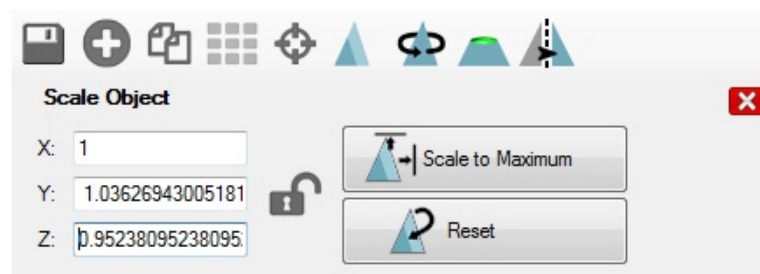 Scale Object
X: 1
Scale to Maximum
Y: 1.03626943005181
Z: 0.95238095238095
Reset